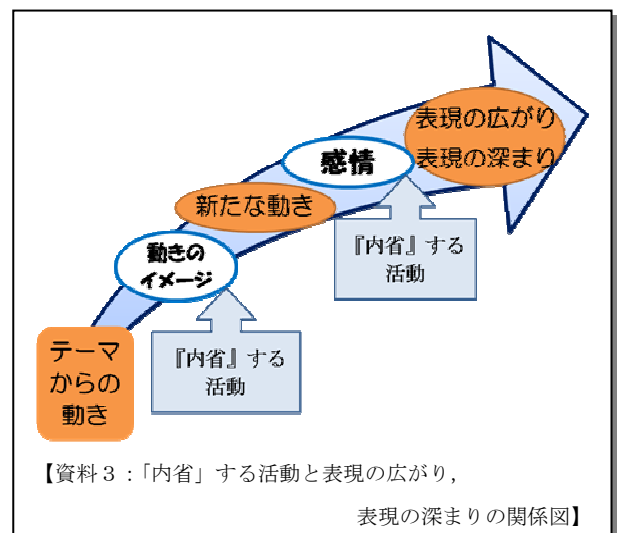 表現の広がり
表現の深まり
感情
新たな動き
『内省』する
活動
動きの
イメージ
『内省』する
活動
テーマ
からの
動き
【資料３：「内省」する活動と表現の広がり，
表現の深まりの関係図】